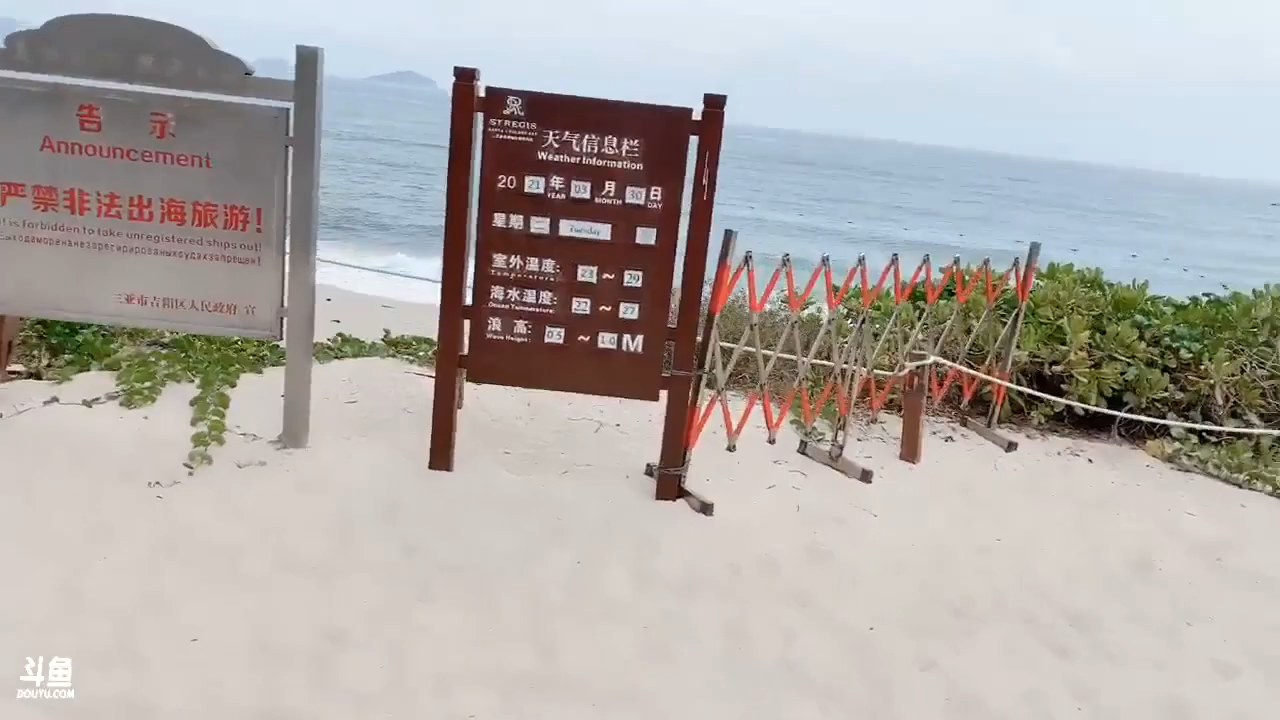 告 示
Announcement
严禁非法出海旅游!
It is forbidden to take unregistered ships out!
三亚市吉阳区人民政府 宣
ST REGIS
天气信息栏
Weather Information
20 21 年 03 月 30 日
YEAR MONTH DAY
星期 二 Tuesday
室外温度: 23 ~ 29
Temperature:
海水温度: 22 ~ 27
Ocean Temperature:
浪 高: 0.5 ~ 1.0 M
Wave Height:
斗鱼
DOUYU.COM